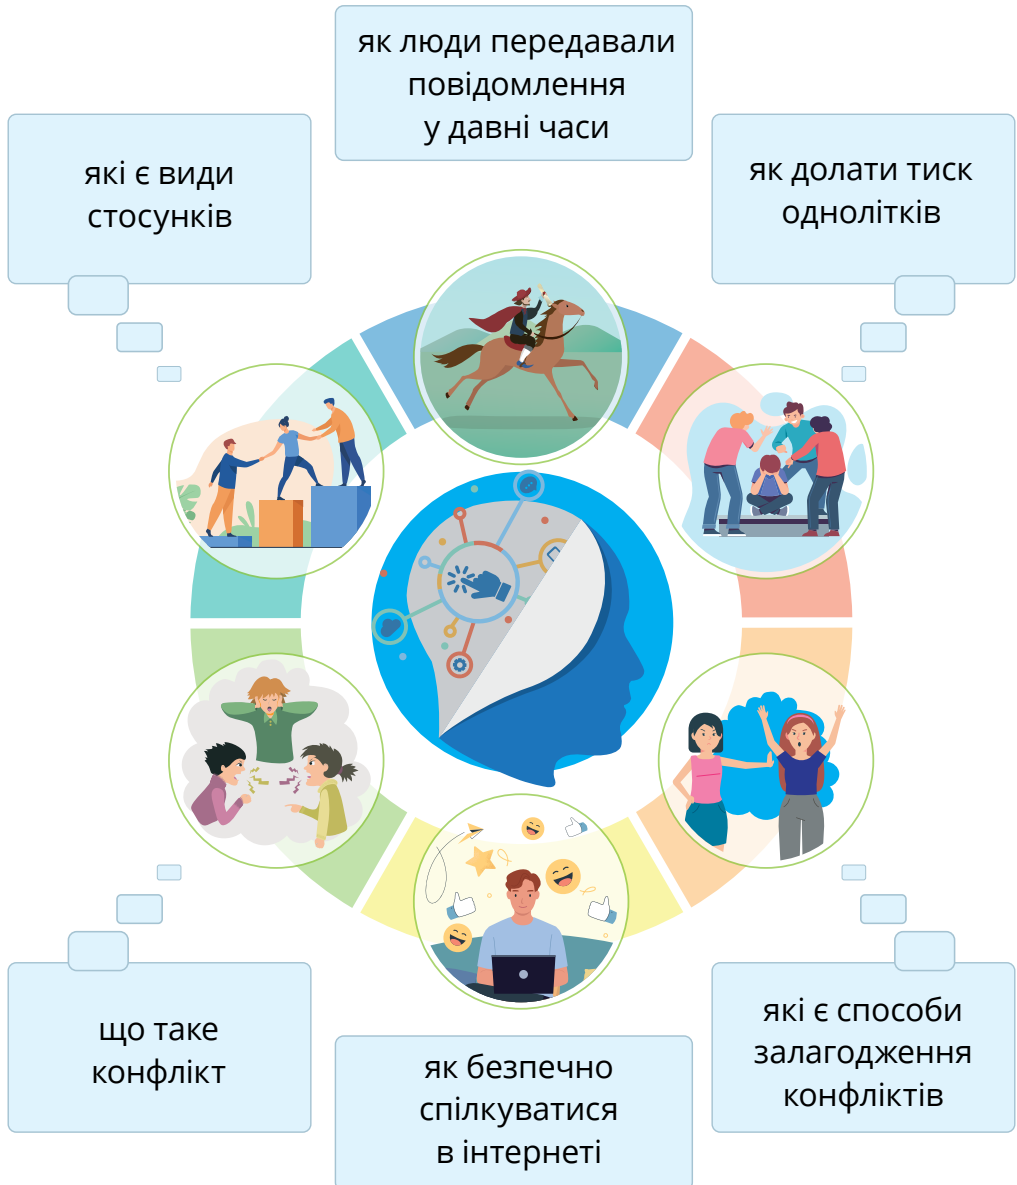 як люди передавали
повідомлення
у давні часи
які є види
стосунків
як долати тиск
однолітків
що таке
конфлікт
як безпечно
спілкуватися
в інтернеті
які є способи
залагодження
конфліктів